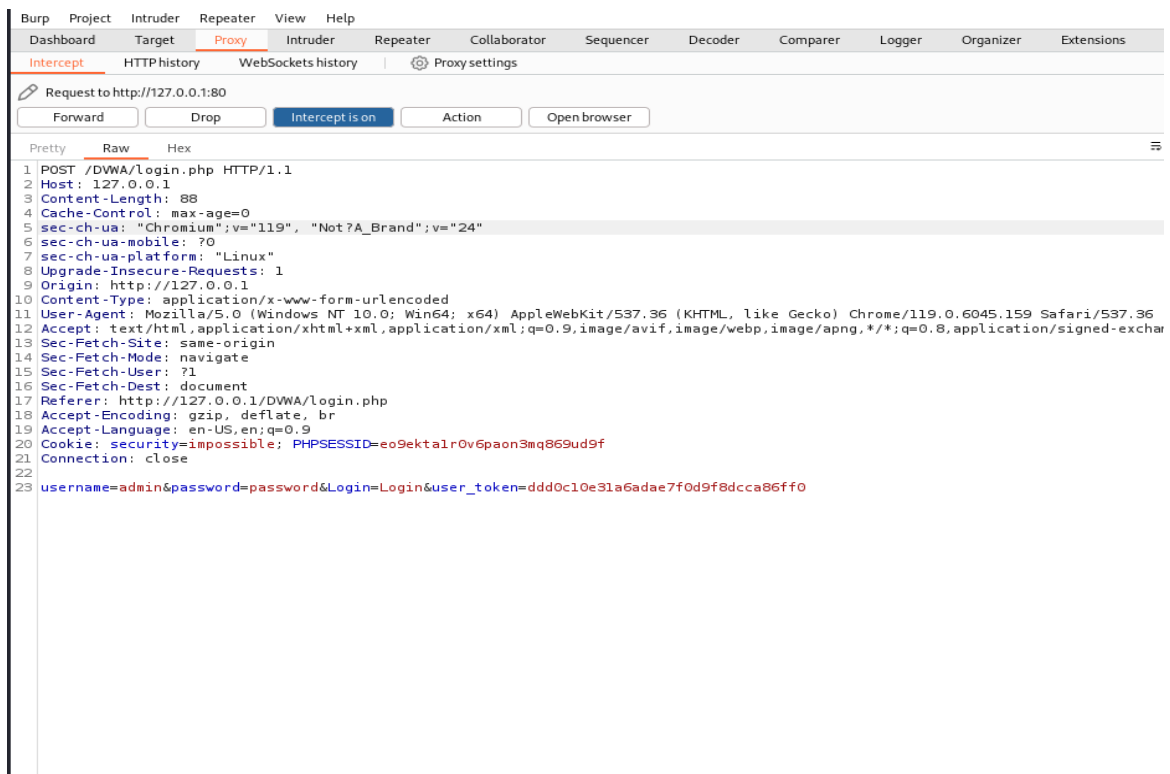 Burp Project Intruder Repeater View Help
Dashboard Target Proxy Intruder Repeater Collaborator Sequencer Decoder Comparer Logger Organizer Extensions
Intercept HTTP history WebSockets history Proxy settings
Request to http://127.0.0.1:80
Forward Drop Intercept is on Action Open browser
Pretty Raw Hex
1 POST /DVWA/login.php HTTP/1.1
2 Host: 127.0.0.1
3 Content-Length: 88
4 Cache-Control: max-age=0
5 sec-ch-ua: "Chromium";v="119", "Not?A_Brand";v="24"
6 sec-ch-ua-mobile: ?0
7 sec-ch-ua-platform: "Linux"
8 Upgrade-Insecure-Requests: 1
9 Origin: http://127.0.0.1
10 Content-Type: application/x-www-form-urlencoded
11 User-Agent: Mozilla/5.0 (Windows NT 10.0; Win64; x64) AppleWebKit/537.36 (KHTML, like Gecko) Chrome/119.0.6045.159 Safari/537.36
12 Accept: text/html,application/xhtml+xml,application/xml;q=0.9,image/avif,image/webp,image/apng,*/*;q=0.8,application/signed-exchan
13 Sec-Fetch-Site: same-origin
14 Sec-Fetch-Mode: navigate
15 Sec-Fetch-User: ?1
16 Sec-Fetch-Dest: document
17 Referer: http://127.0.0.1/DVWA/login.php
18 Accept-Encoding: gzip, deflate, br
19 Accept-Language: en-US,en;q=0.9
20 Cookie: security=impossible; PHPSESSID=eo9ekta1r0v6paon3mq869ud9f
21 Connection: close
22
23 username=admin&password=password&Login=Login&user_token=ddd0c10e31a6adae7f0d9f8dcca86ff0